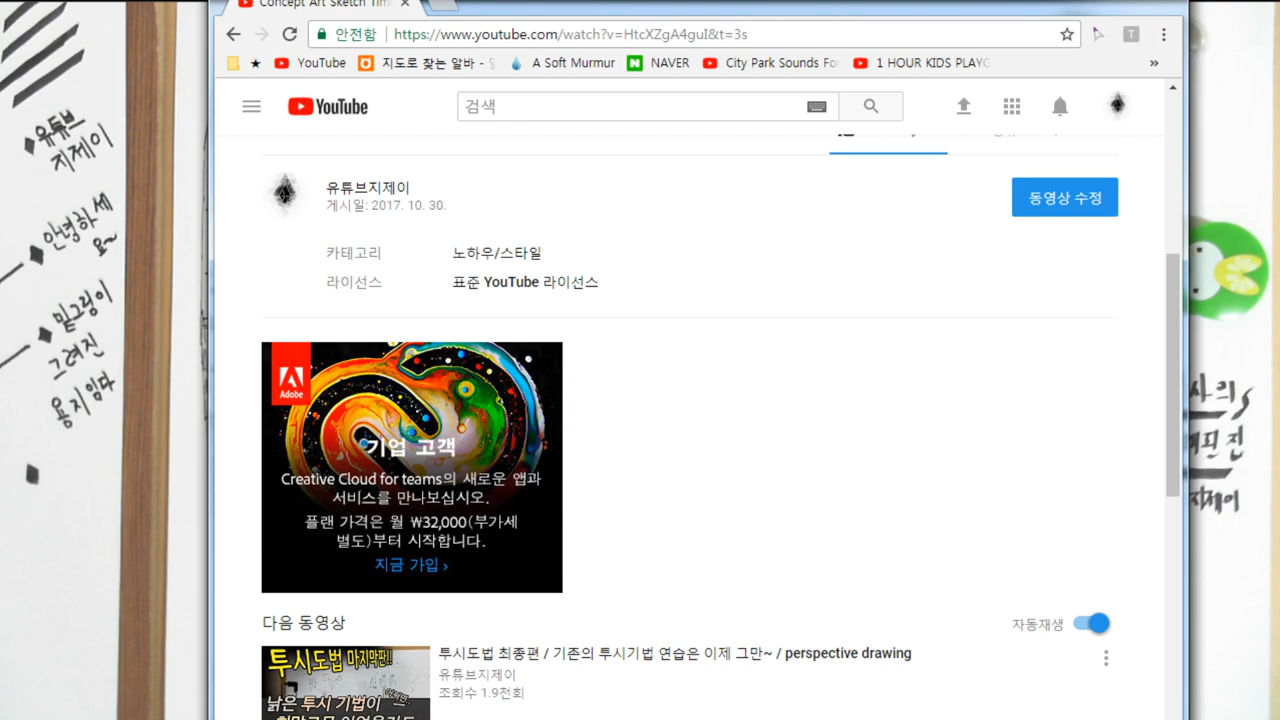 Concept Art Sketch Time
안전함 https://www.youtube.com/watch?v=HtcXZgA4guI&t=3s
T
YouTube 지도로 찾는 알바 - A Soft Murmur NAVER City Park Sounds Fo 1 HOUR KIDS PLAYG
YouTube 검색
유튜브지제이
게시일: 2017. 10. 30.
동영상 수정
카테고리 노하우/스타일
라이선스 표준 YouTube 라이선스
Adobe
기업 고객
Creative Cloud for teams의 새로운 앱과
서비스를 만나보십시오.
플랜 가격은 월 ₩32,000(부가세
별도)부터 시작합니다.
지금 가입 ›
다음 동영상 자동재생
투시도법 마지막판!!
낡은 투시 기법이
투시도법 최종편 / 기존의 투시기법 연습은 이제 그만~ / perspective drawing
유튜브지제이
조회수 1.9천회
유튜브
지제이
안녕하세
요~
밑그림이
그려진
용지임다
지제이